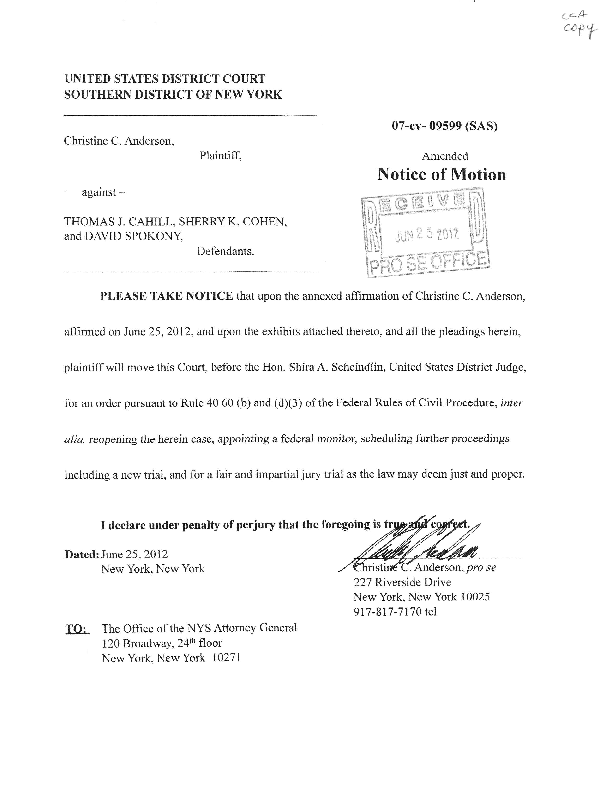 CCA
copy
UNITED STATES DISTRICT COURT
SOUTHERN DISTRICT OF NEW YORK
07-cv- 09599 (SAS)
Christine C. Anderson,
Plaintiff,
Amended
Notice of Motion
– against –
RECEIVED
JUN 25 2012
PRO SE OFFICE
THOMAS J. CAHILL, SHERRY K. COHEN,
and DAVID SPOKONY,
Defendants.
PLEASE TAKE NOTICE that upon the annexed affirmation of Christine C. Anderson,
affirmed on June 25, 2012, and upon the exhibits attached thereto, and all the pleadings herein,
plaintiff will move this Court, before the Hon. Shira A. Scheindlin, United States District Judge,
for an order pursuant to Rule 40 60 (b) and (d)(3) of the Federal Rules of Civil Procedure, inter
alia, reopening the herein case, appointing a federal monitor, scheduling further proceedings
including a new trial, and for a fair and impartial jury trial as the law may deem just and proper.
I declare under penalty of perjury that the foregoing is true and correct.
Dated: June 25, 2012
New York, New York
Christine C. Anderson, pro se
227 Riverside Drive
New York, New York 10025
917-817-7170 tel
TO: The Office of the NYS Attorney General
120 Broadway, 24th floor
New York, New York 10271